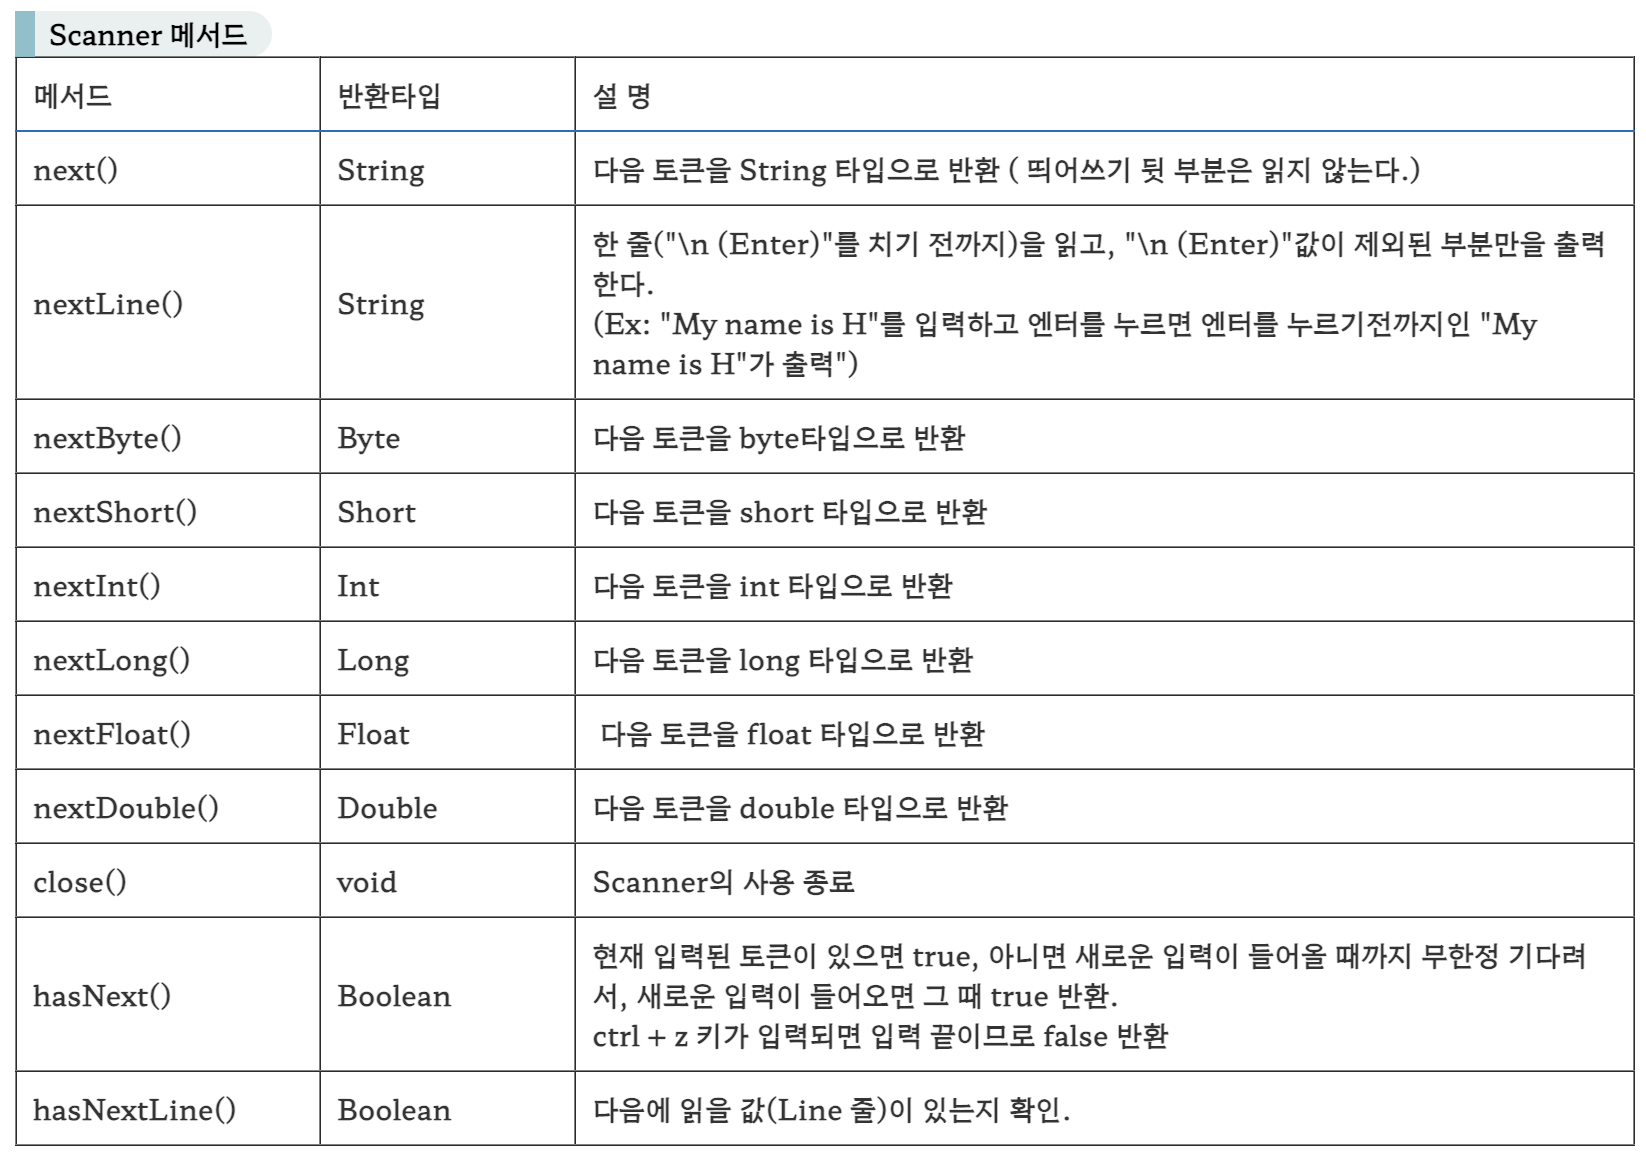 Scanner 메서드
메서드 반환타입 설 명
next() String 다음 토큰을 String 타입으로 반환 ( 띄어쓰기 뒷 부분은 읽지 않는다.)
nextLine() String 한 줄("\n (Enter)"를 치기 전까지)을 읽고, "\n (Enter)"값이 제외된 부분만을 출력
한다.
(Ex: "My name is H"를 입력하고 엔터를 누르면 엔터를 누르기전까지인 "My
name is H"가 출력")
nextByte() Byte 다음 토큰을 byte타입으로 반환
nextShort() Short 다음 토큰을 short 타입으로 반환
nextInt() Int 다음 토큰을 int 타입으로 반환
nextLong() Long 다음 토큰을 long 타입으로 반환
nextFloat() Float 다음 토큰을 float 타입으로 반환
nextDouble() Double 다음 토큰을 double 타입으로 반환
close() void Scanner의 사용 종료
hasNext() Boolean 현재 입력된 토큰이 있으면 true, 아니면 새로운 입력이 들어올 때까지 무한정 기다려
서, 새로운 입력이 들어오면 그 때 true 반환.
ctrl + z 키가 입력되면 입력 끝이므로 false 반환
hasNextLine() Boolean 다음에 읽을 값(Line 줄)이 있는지 확인.